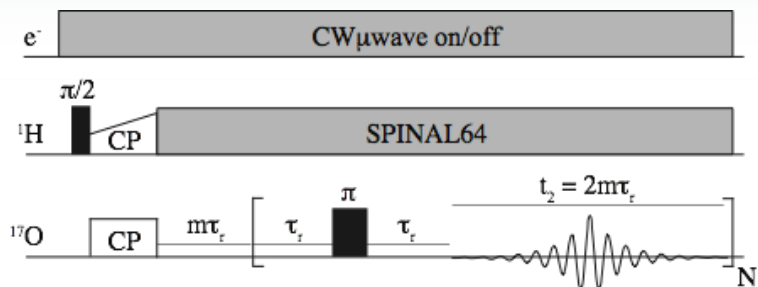 e⁻ CWμwave on/off
π/2
¹H CP SPINAL64
π t₂ = 2mτᵣ
¹⁷O CP mτᵣ τᵣ τᵣ
N